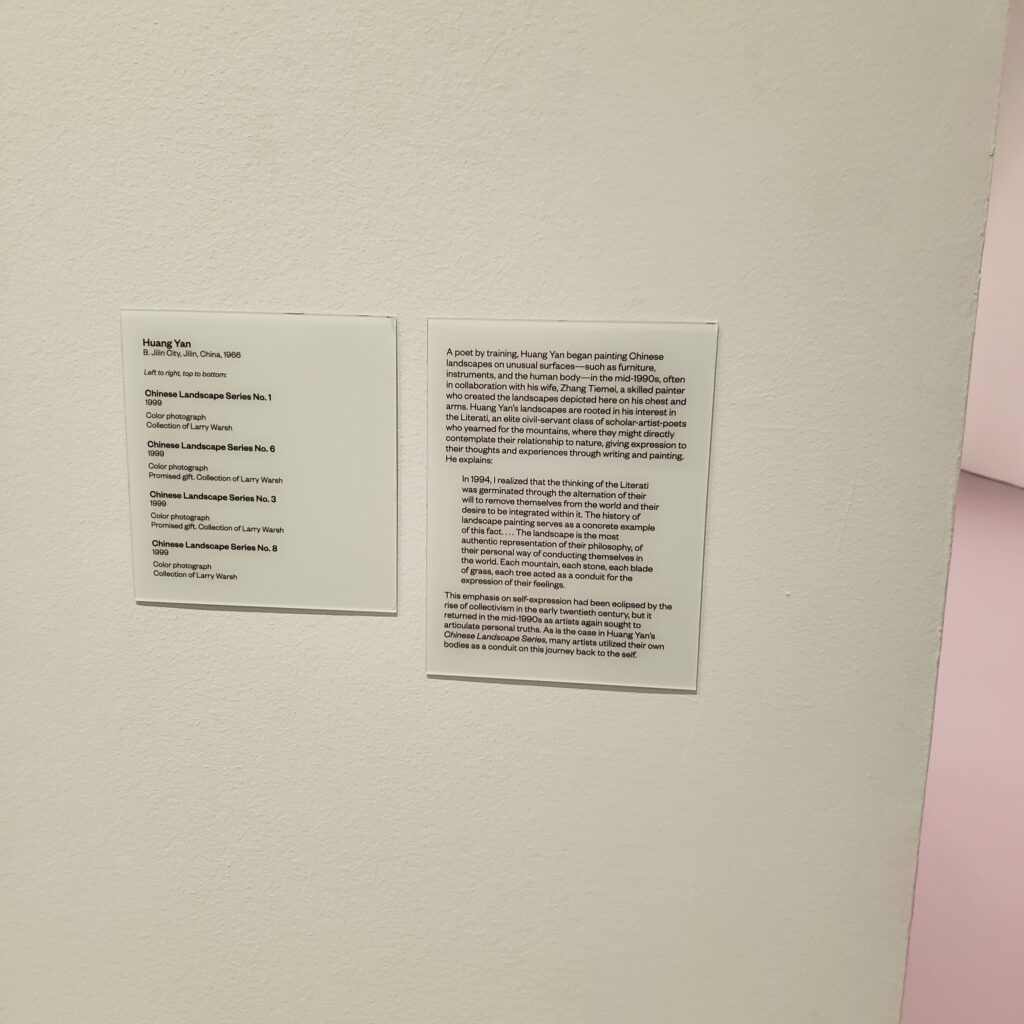 Huang Yan
B. Jilin City, Jilin, China, 1966
Left to right, top to bottom:
Chinese Landscape Series No. 1
1999
Color photograph
Collection of Larry Warsh
Chinese Landscape Series No. 6
1999
Color photograph
Promised gift. Collection of Larry Warsh
Chinese Landscape Series No. 3
1999
Color photograph
Promised gift. Collection of Larry Warsh
Chinese Landscape Series No. 8
1999
Color photograph
Collection of Larry Warsh
A poet by training, Huang Yan began painting Chinese
landscapes on unusual surfaces—such as furniture,
instruments, and the human body—in the mid-1990s, often
in collaboration with his wife, Zhang Tiemei, a skilled painter
who created the landscapes depicted here on his chest and
arms. Huang Yan's landscapes are rooted in his interest in
the Literati, an elite civil-servant class of scholar-artist-poets
who yearned for the mountains, where they might directly
contemplate their relationship to nature, giving expression to
their thoughts and experiences through writing and painting.
He explains:
In 1994, I realized that the thinking of the Literati
was germinated through the alternation of their
will to remove themselves from the world and their
desire to be integrated within it. The history of
landscape painting serves as a concrete example
of this fact.... The landscape is the most
authentic representation of their philosophy, of
their personal way of conducting themselves in
the world. Each mountain, each stone, each blade
of grass, each tree acted as a conduit for the
expression of their feelings.
This emphasis on self-expression had been eclipsed by the
rise of collectivism in the early twentieth century, but it
returned in the mid-1990s as artists again sought to
articulate personal truths. As is the case in Huang Yan's
Chinese Landscape Series, many artists utilized their own
bodies as a conduit on this journey back to the self.